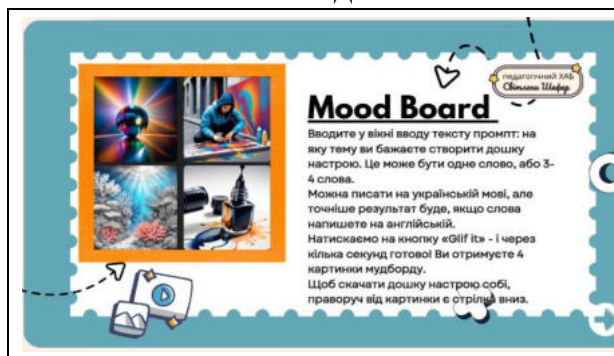 педагогічний ХАБ
Світлани Шафур
Mood Board
Вводите у вікні вводу тексту промпт: на
яку тему ви бажаєте створити дошку
настрою. Це може бути одне слово, або 3-
4 слова.
Можна писати на українській мові, але
точніше результат буде, якщо слова
напишете на англійській.
Натискаємо на кнопку «Glif it» - і через
кілька секунд готово! Ви отримуєте 4
картинки мудборду.
Щоб скачати дошку настрою собі,
праворуч від картинки є стрілка вниз.